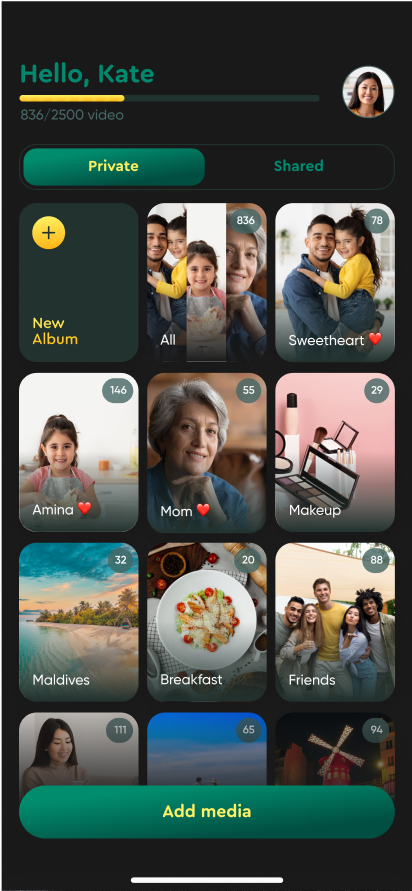 Hello, Kate
836/2500 video
Private
Shared
New
Album
836
All
78
Sweetheart ❤️
146
Amina ❤️
55
Mom ❤️
29
Makeup
32
Maldives
20
Breakfast
88
Friends
111
65
94
Add media